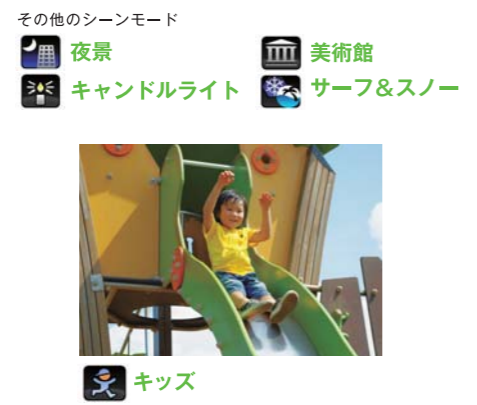 その他のシーンモード
夜景
美術館
キャンドルライト
サーフ＆スノー
キッズ